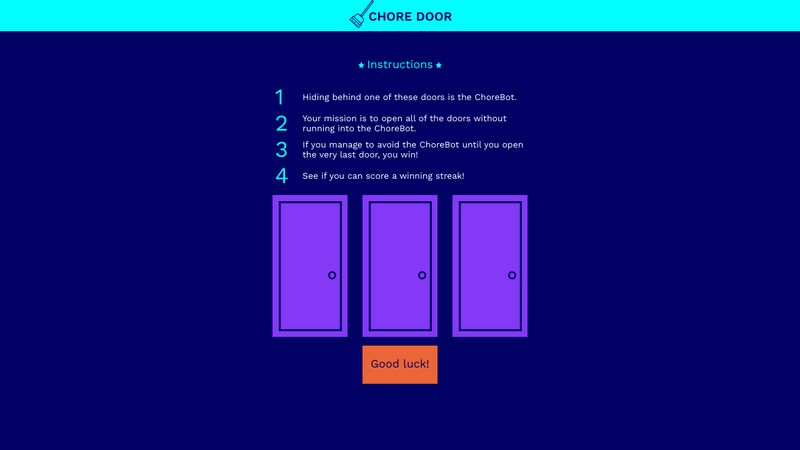 CHORE DOOR
Instructions
1 Hiding behind one of these doors is the ChoreBot.
2 Your mission is to open all of the doors without
running into the ChoreBot.
3 If you manage to avoid the ChoreBot until you open
the very last door, you win!
4 See if you can score a winning streak!
Good luck!